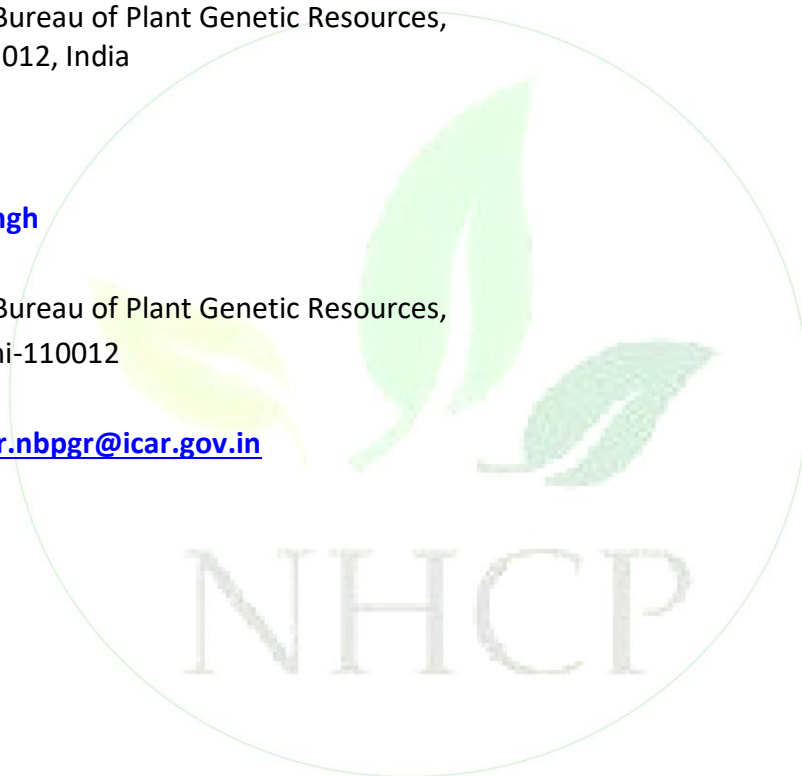 Bureau of Plant Genetic Resources,
012, India
ngh
Bureau of Plant Genetic Resources,
ni-110012
r.nbpgr@icar.gov.in
NHCP